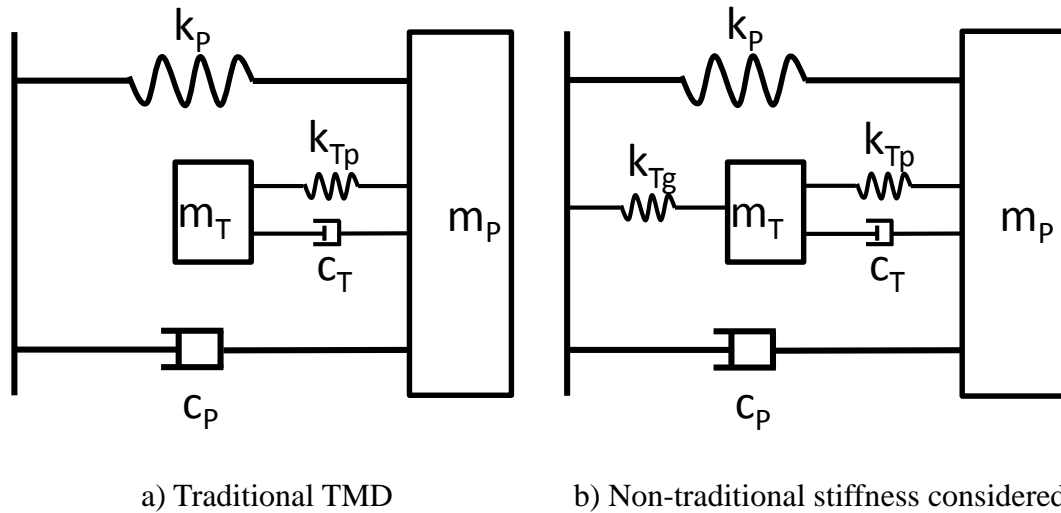 k_P
k_Tp
m_T
c_T
m_P
c_P
a) Traditional TMD
k_P
k_Tg
k_Tp
m_T
c_T
m_P
c_P
b) Non-traditional stiffness considered